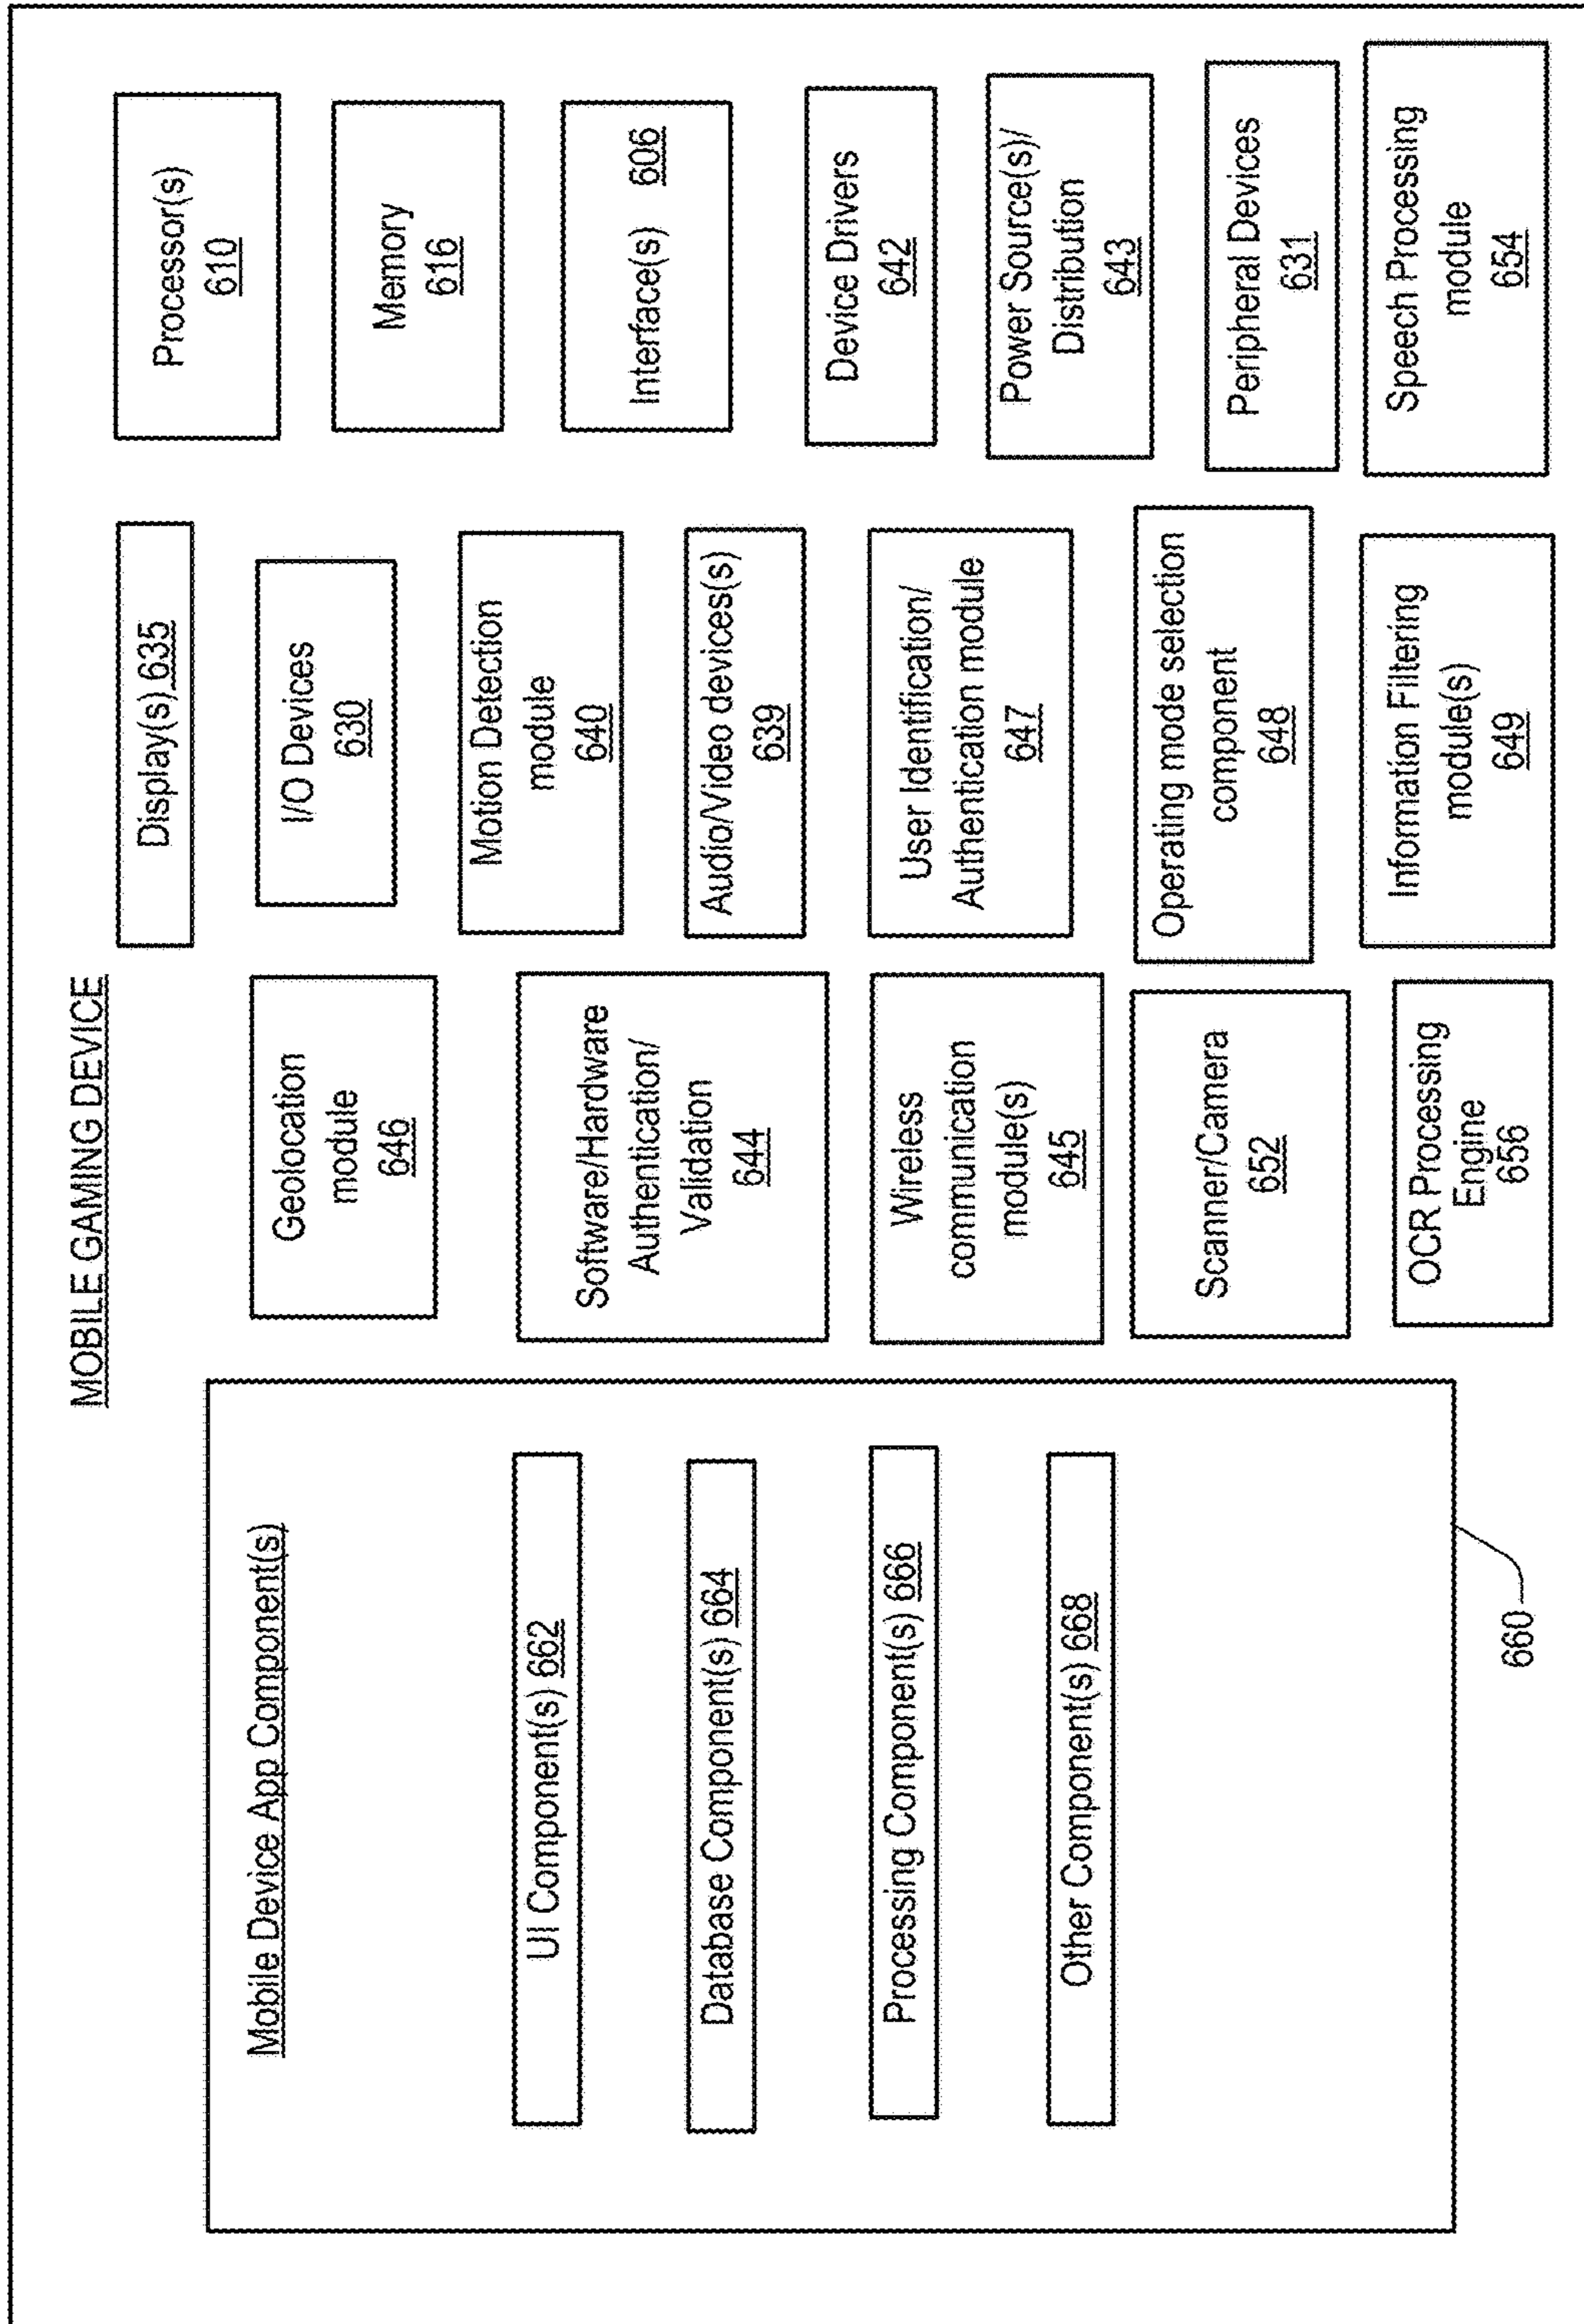 MOBILE GAMING DEVICE
Mobile Device App Component(s)
UI Component(s) 662
Database Component(s) 664
Processing Component(s) 666
Other Component(s) 668
660
Geolocation
module
646
Software/Hardware
Authentication/
Validation
644
Wireless
communication
module(s)
645
Scanner/Camera
652
OCR Processing
Engine
656
Display(s) 635
I/O Devices
630
Motion Detection
module
640
Audio/Video devices(s)
639
User Identification/
Authentication module
647
Operating mode selection
component
648
Information Filtering
module(s)
649
Processor(s)
610
Memory
616
Interface(s) 606
Device Drivers
642
Power Source(s)/
Distribution
643
Peripheral Devices
631
Speech Processing
module
654